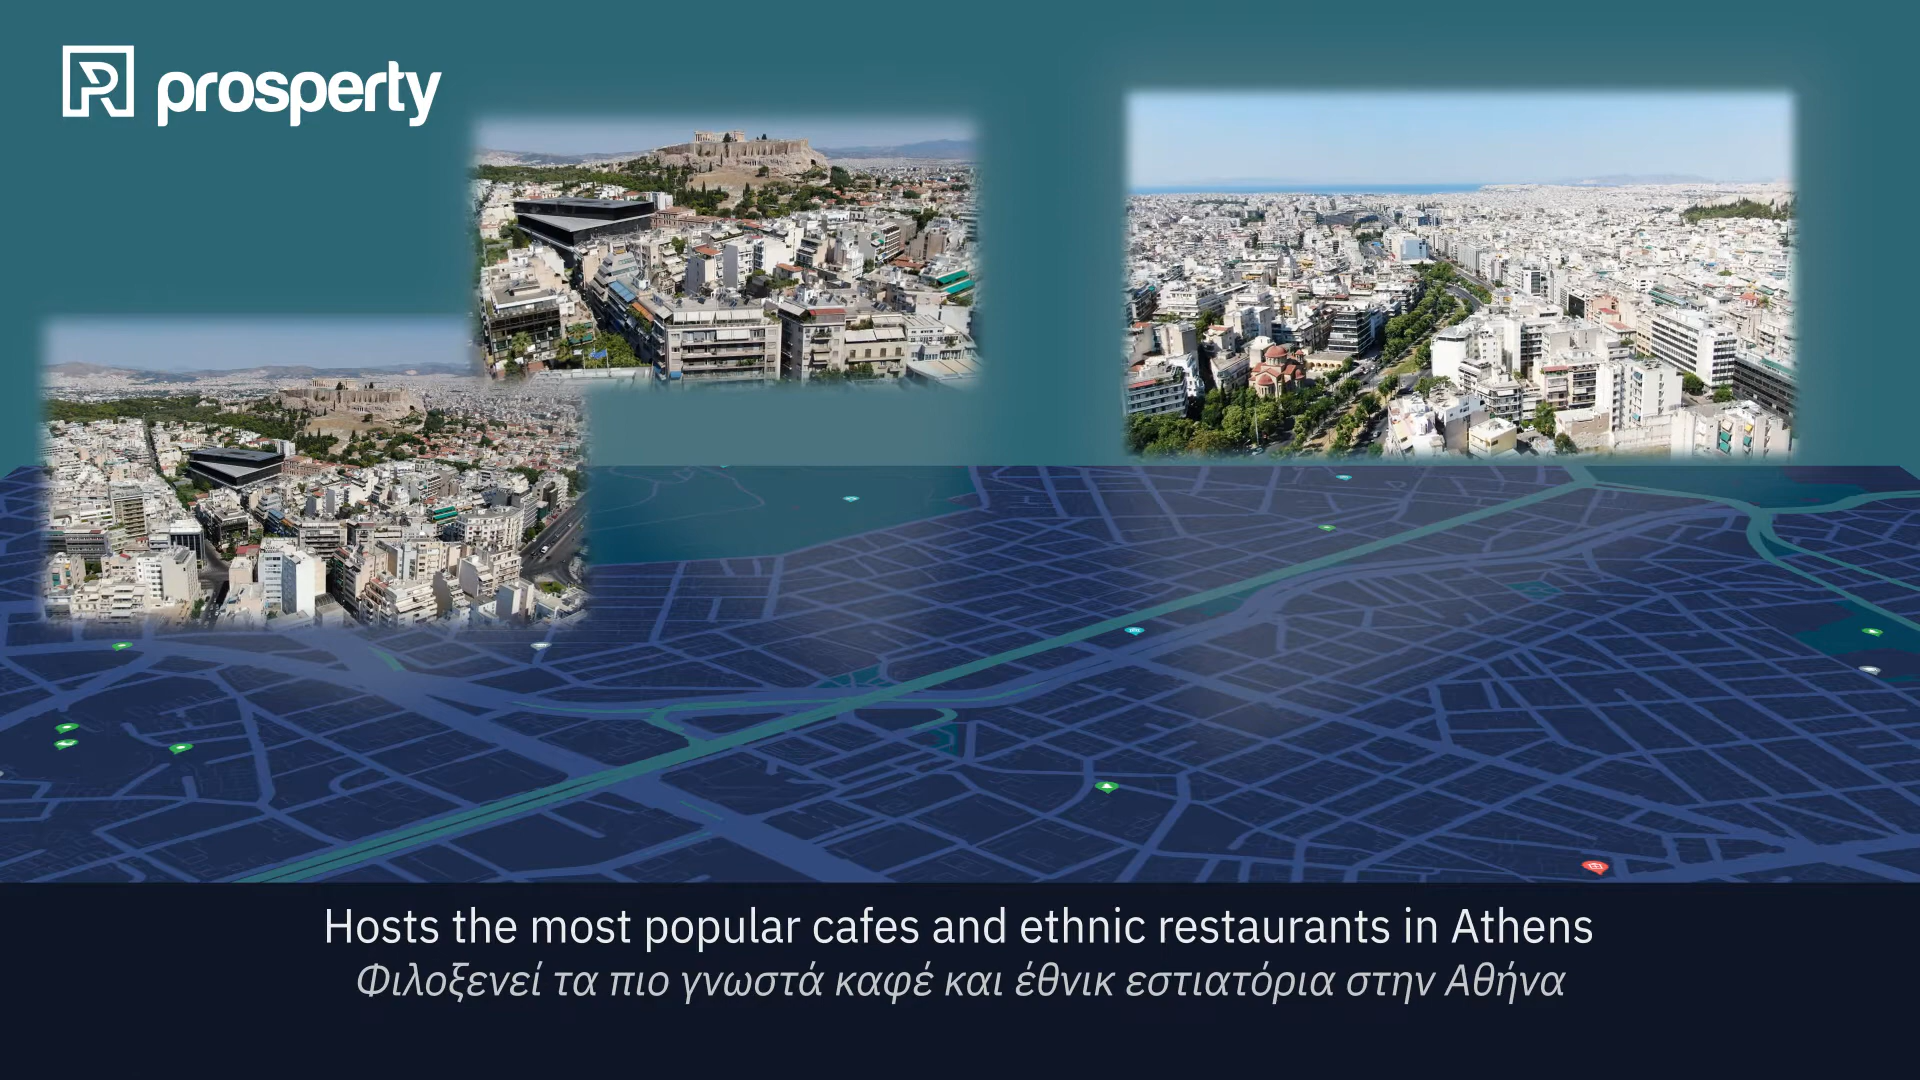 prosperty
Hosts the most popular cafes and ethnic restaurants in Athens
Φιλοξενεί τα πιο γνωστά καφέ και έθνικ εστιατόρια στην Αθήνα